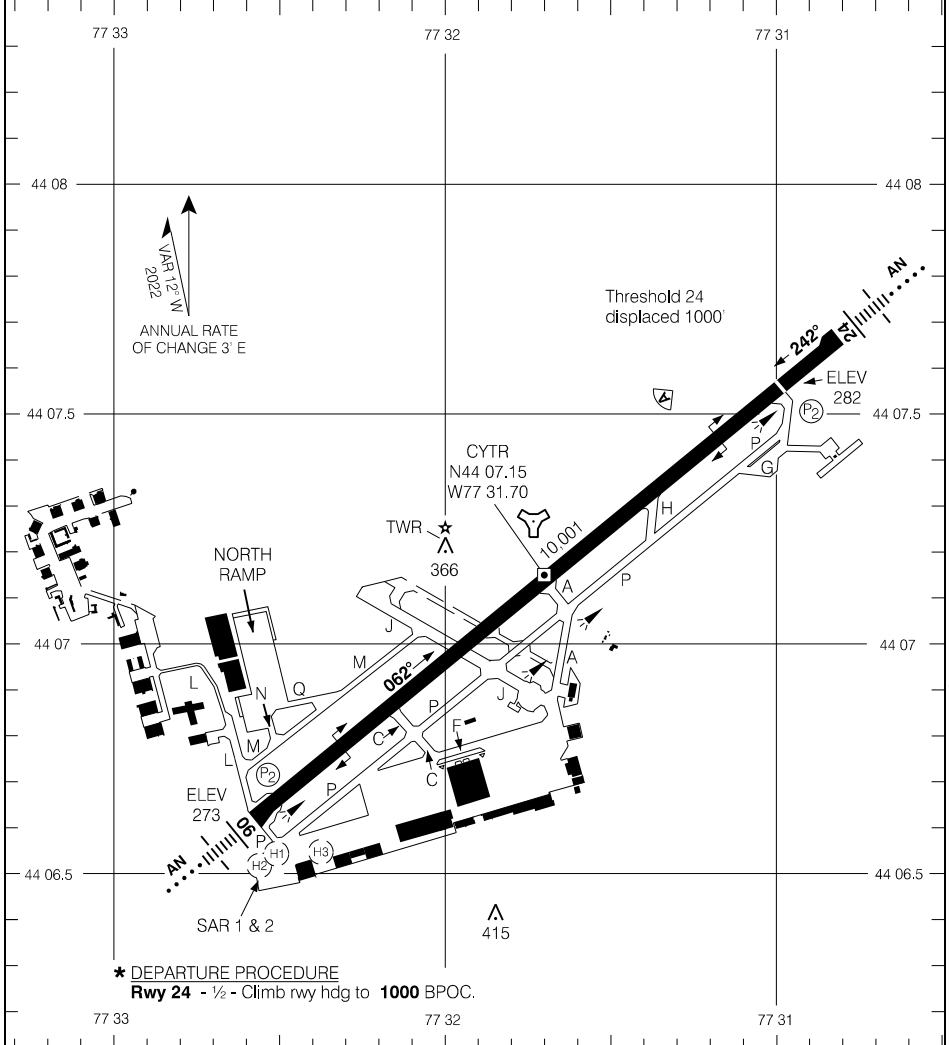 77 33
77 32
77 31
44 08
44 08
VAR 12° W
2022
ANNUAL RATE
OF CHANGE 3' E
AN
Threshold 24
displaced 1000'
24
242°
ELEV
282
44 07.5
44 07.5
A
P2
P
G
CYTR
N44 07.15
W77 31.70
H
TWR
366
10,001
NORTH
RAMP
A
P
J
44 07
44 07
M
062°
A
L
N
Q
J
P
F
C
M
L
C
P2
P
ELEV
273
06
P
AN
H1
H2
H3
44 06.5
44 06.5
SAR 1 & 2
415
* DEPARTURE PROCEDURE
Rwy 24 - ½ - Climb rwy hdg to 1000 BPOC.
77 33
77 32
77 31